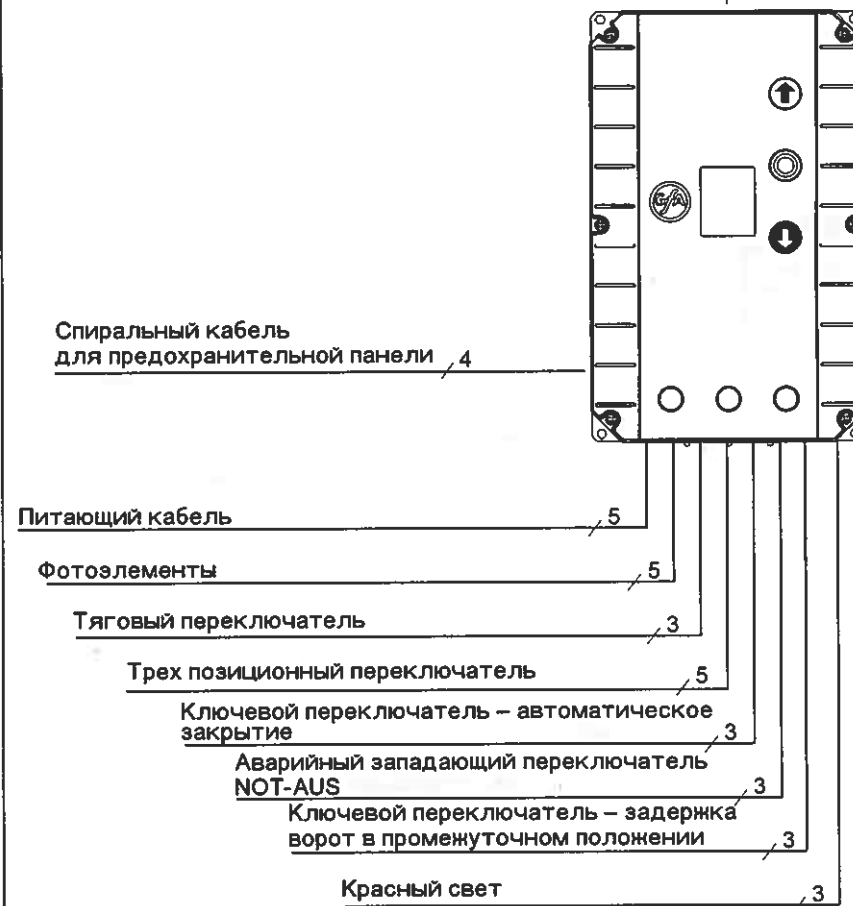 GfA
Спиральный кабель
для предохранительной панели 4
Питающий кабель 5
Фотоэлементы 5
Тяговый переключатель 3
Трех позиционный переключатель 5
Ключевой переключатель – автоматическое
закрытие 3
Аварийный западающий переключатель
NOT-AUS 3
Ключевой переключатель – задержка
ворот в промежуточном положении 3
Красный свет 3